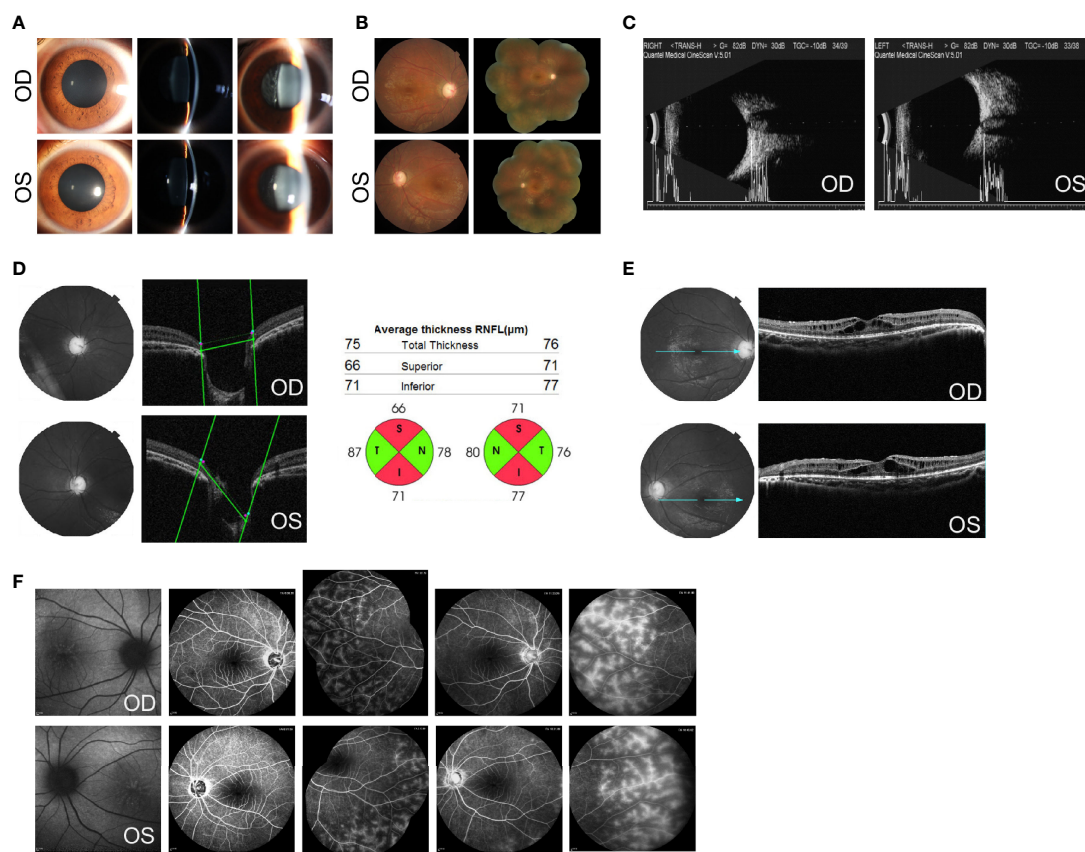 A
B
C
OD
OS
OD
OS
RIGHT <TRANS-H > G= 82dB DYN= 30dB TGC= -10dB 34/39
Quantel Medical CineScan V.5.01
OD
LEFT <TRANS-H > G= 82dB DYN= 30dB TGC= -10dB 33/38
Quantel Medical CineScan V.5.01
OS
D
E
OD
OS
Average thickness RNFL(μm)
75 Total Thickness 76
66 Superior 71
71 Inferior 77
66 71
S S
87 T N 78 80 N T 76
I I
71 77
OD
OS
F
OD
OS